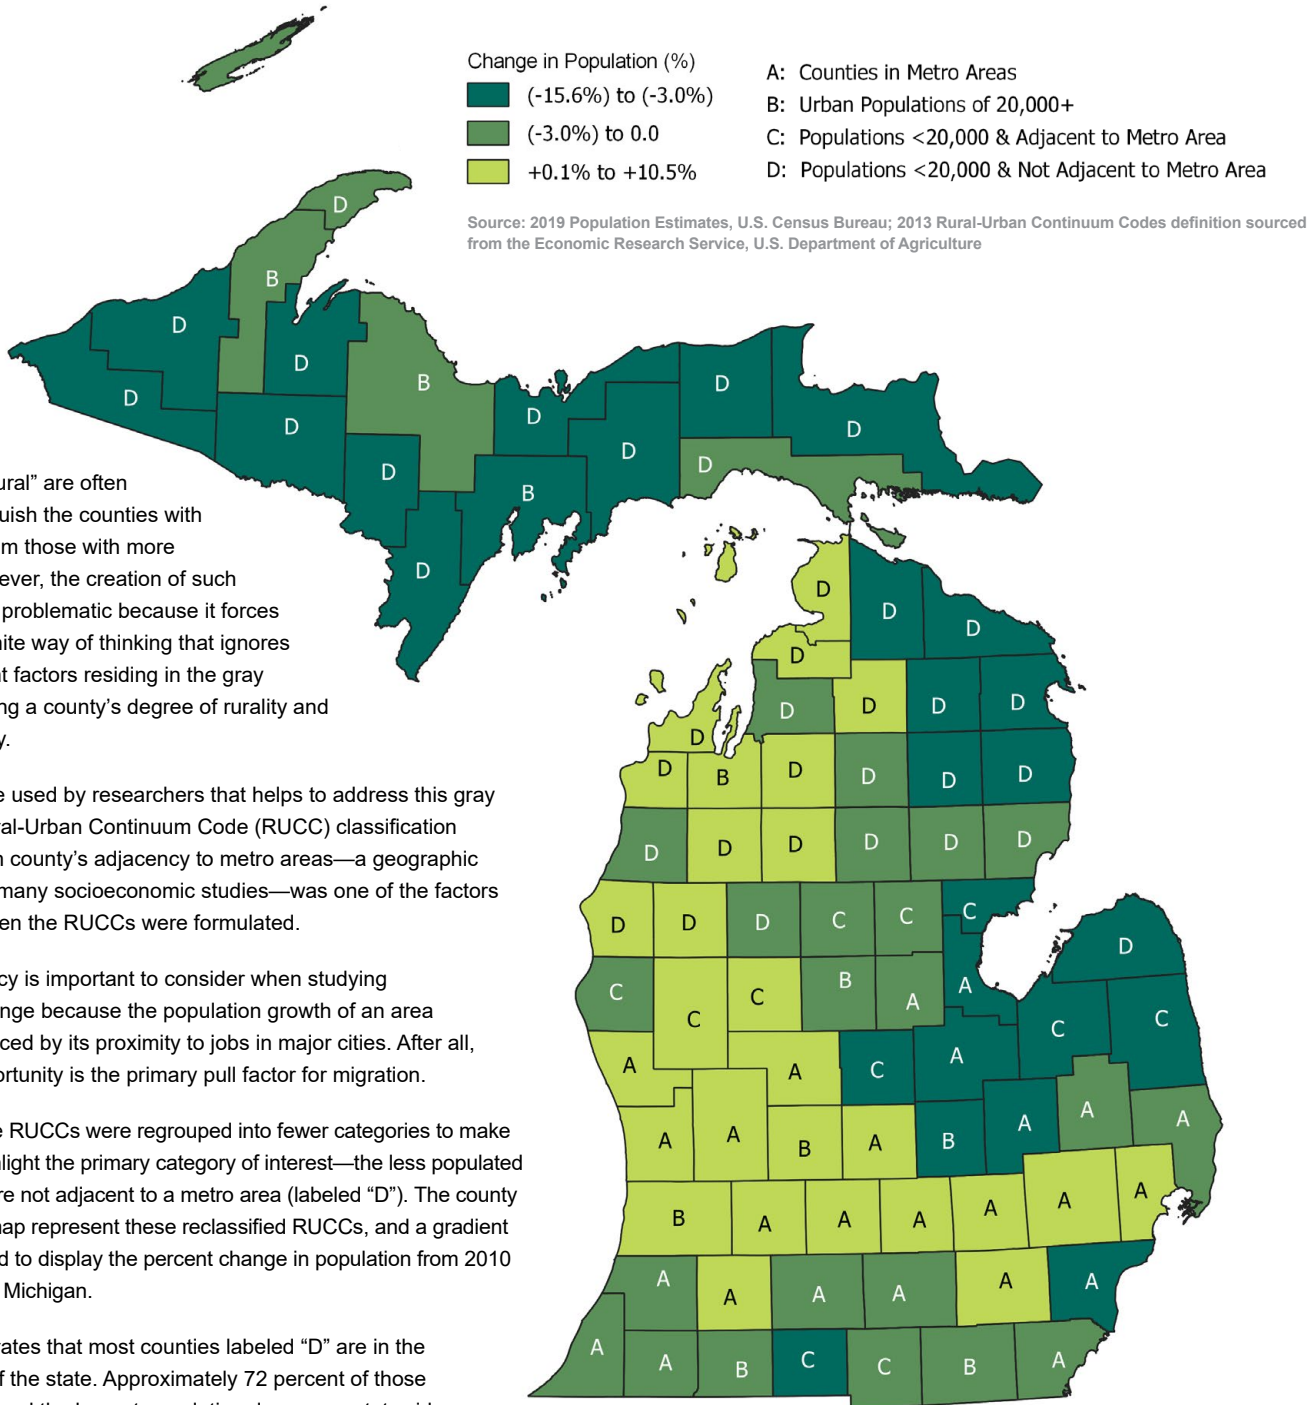 Change in Population (%)
(-15.6%) to (-3.0%)
(-3.0%) to 0.0
+0.1% to +10.5%
A: Counties in Metro Areas
B: Urban Populations of 20,000+
C: Populations <20,000 & Adjacent to Metro Area
D: Populations <20,000 & Not Adjacent to Metro Area
Source: 2019 Population Estimates, U.S. Census Bureau; 2013 Rural-Urban Continuum Codes definition sourced
from the Economic Research Service, U.S. Department of Agriculture
D
B
D D
D D B D D D
D D B D D
D
D D D
D
D D D D
D
D B D D D D
D D D D D D
D D D C C C D
C C C B A A C C
A A C A A A
A A B A B A
B A A A A A A
A A A A A A
A A B C C B A
ural” are often
uish the counties with
m those with more
ever, the creation of such
problematic because it forces
ite way of thinking that ignores
t factors residing in the gray
ng a county’s degree of rurality and
y.
e used by researchers that helps to address this gray
ral-Urban Continuum Code (RUCC) classification
n county’s adjacency to metro areas—a geographic
many socioeconomic studies—was one of the factors
en the RUCCs were formulated.
cy is important to consider when studying
nge because the population growth of an area
ced by its proximity to jobs in major cities. After all,
ortunity is the primary pull factor for migration.
e RUCCs were regrouped into fewer categories to make
nlight the primary category of interest—the less populated
re not adjacent to a metro area (labeled “D”). The county
nap represent these reclassified RUCCs, and a gradient
d to display the percent change in population from 2010
Michigan.
rates that most counties labeled “D” are in the
f the state. Approximately 72 percent of those